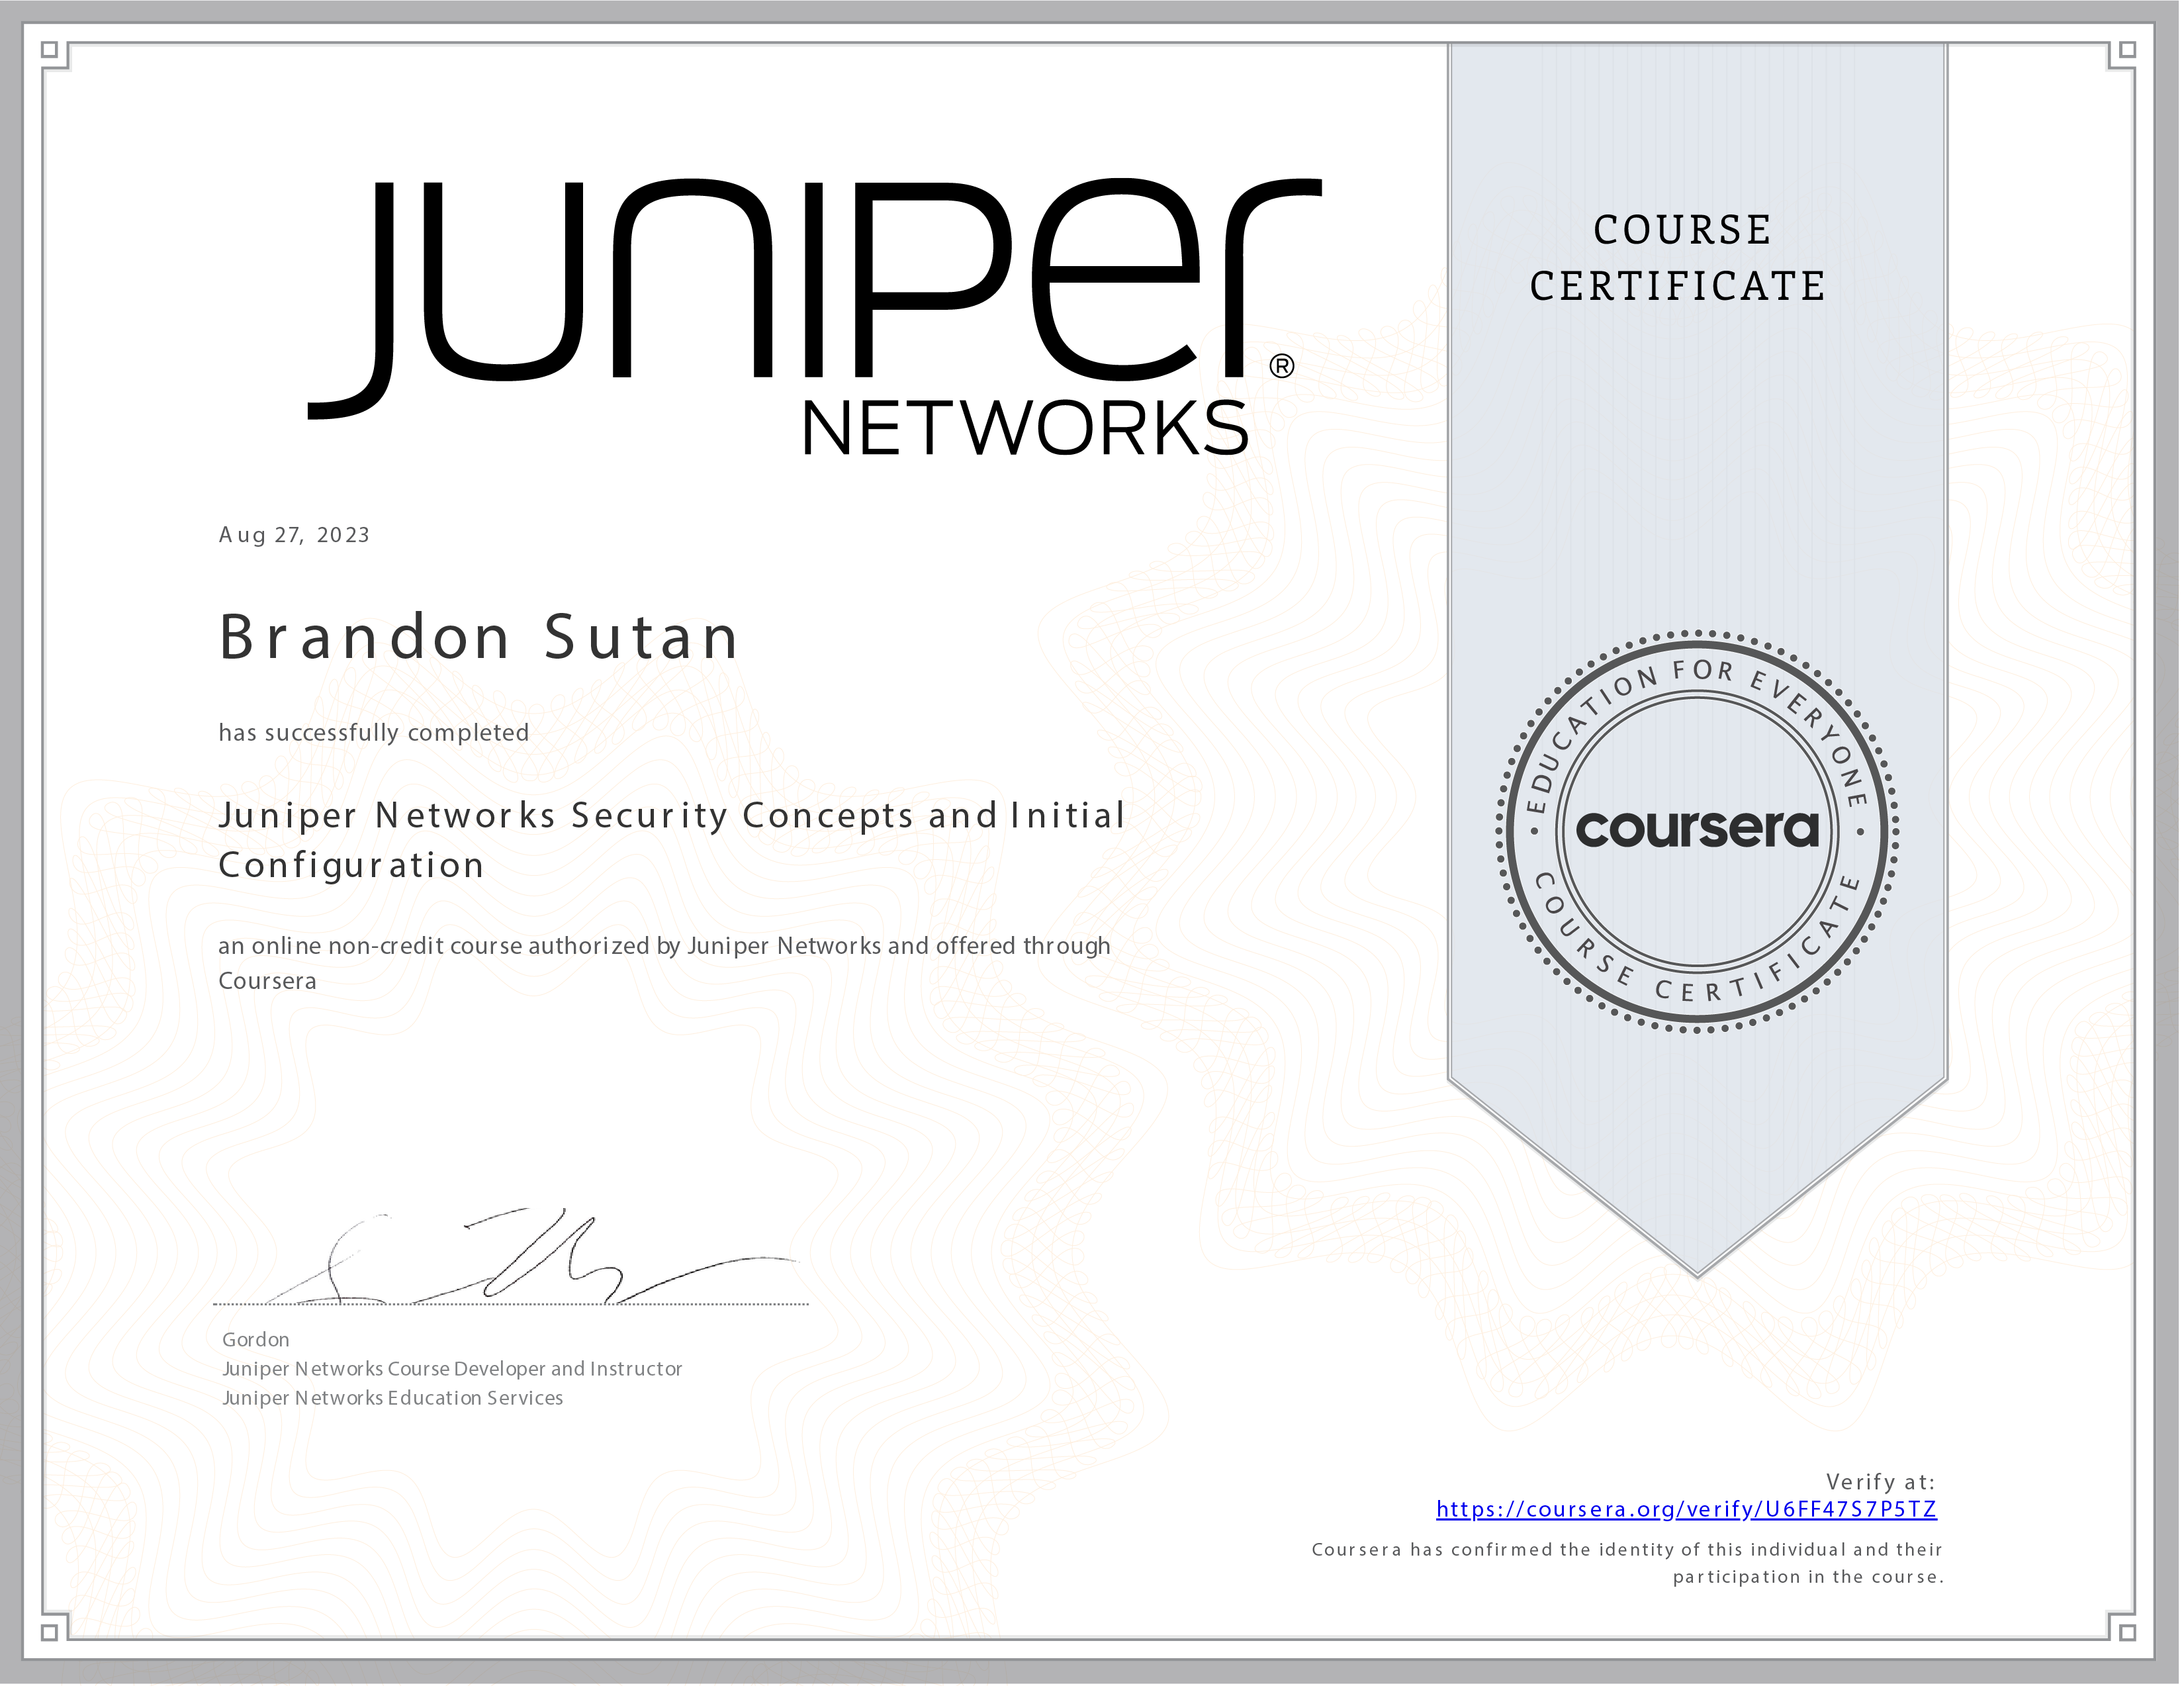 JUNIPER®
NETWORKS
COURSE
CERTIFICATE
Aug 27, 2023
Brandon Sutan
has successfully completed
Juniper Networks Security Concepts and Initial
Configuration
an online non-credit course authorized by Juniper Networks and offered through
Coursera
EDUCATION FOR EVERYONE
coursera
COURSE CERTIFICATE
Gordon
Juniper Networks Course Developer and Instructor
Juniper Networks Education Services
Verify at:
https://coursera.org/verify/U6FF47S7P5TZ
Coursera has confirmed the identity of this individual and their
participation in the course.